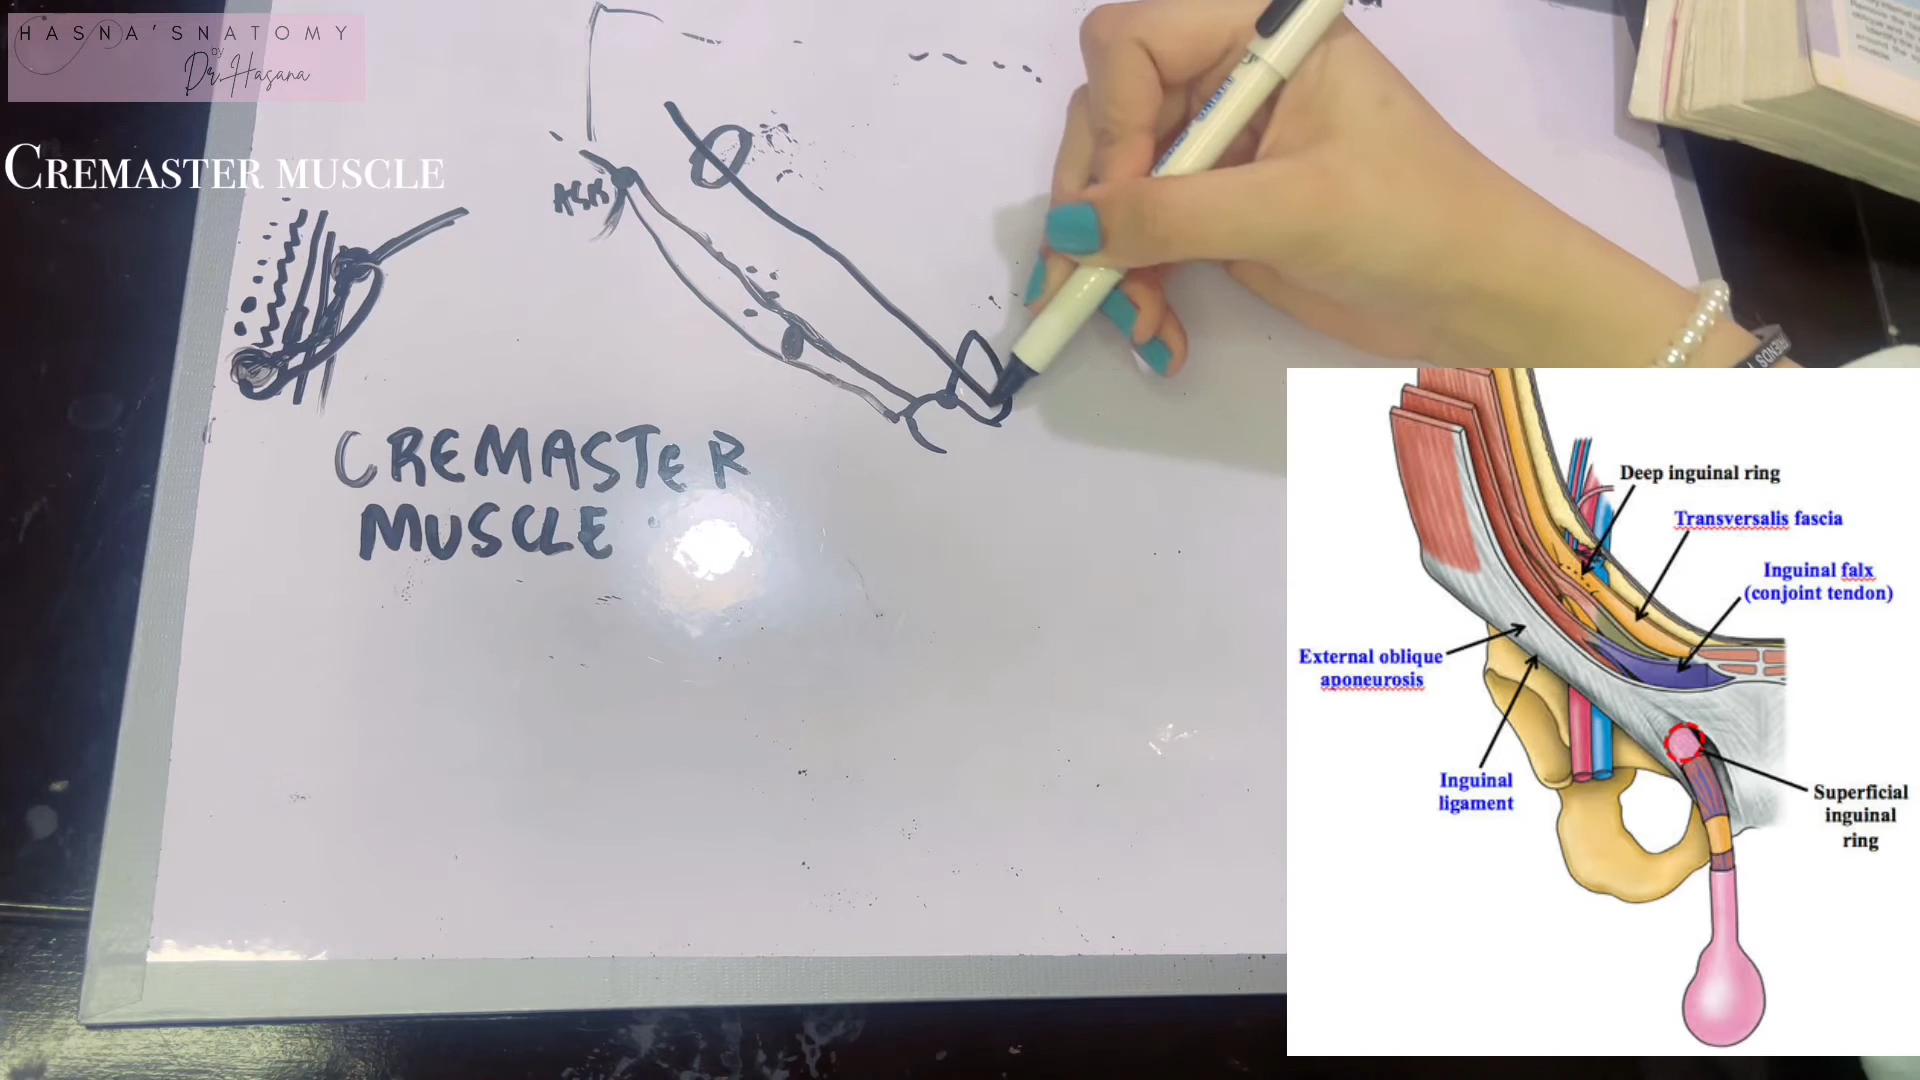 HASNA'SNATOMY
by
Dr.Hasana
CREMASTER MUSCLE
ASIS
CREMASTER
MUSCLE
FRIENDS
Deep inguinal ring
Transversalis fascia
Inguinal falx
(conjoint tendon)
External oblique
aponeurosis
Inguinal
ligament
Superficial
inguinal
ring